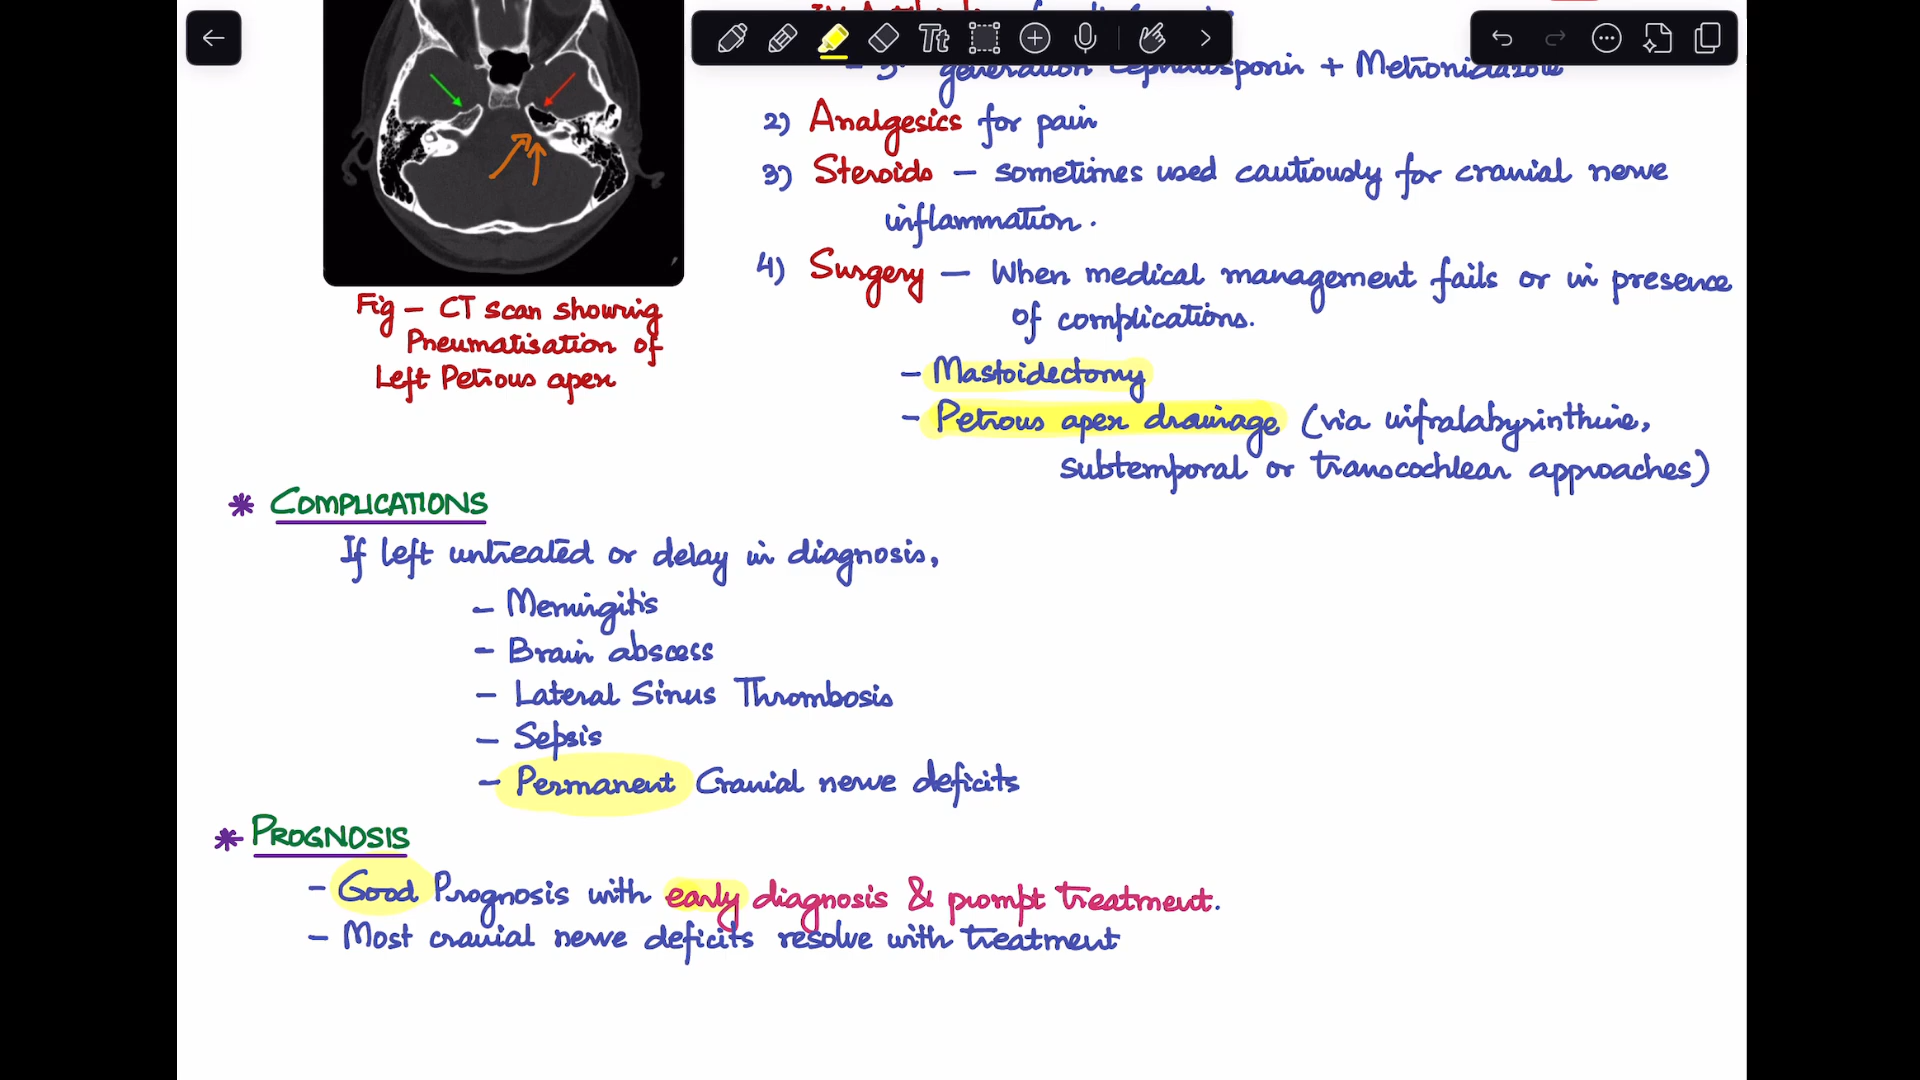 generation Cephalosporin + Metronidazole
2) Analgesics for pain
3) Steroids – sometimes used cautiously for cranial nerve
inflammation.
4) Surgery – When medical management fails or in presence
of complications.
– Mastoidectomy
– Petrous apex drainage (via infralabyrinthine,
subtemporal or transcochlear approaches)
Fig – CT scan showing
Pneumatisation of
Left Petrous apex
* COMPLICATIONS
If left untreated or delay in diagnosis,
– Meningitis
– Brain abscess
– Lateral Sinus Thrombosis
– Sepsis
– Permanent Cranial nerve deficits
* PROGNOSIS
– Good Prognosis with early diagnosis & prompt treatment.
– Most cranial nerve deficits resolve with treatment